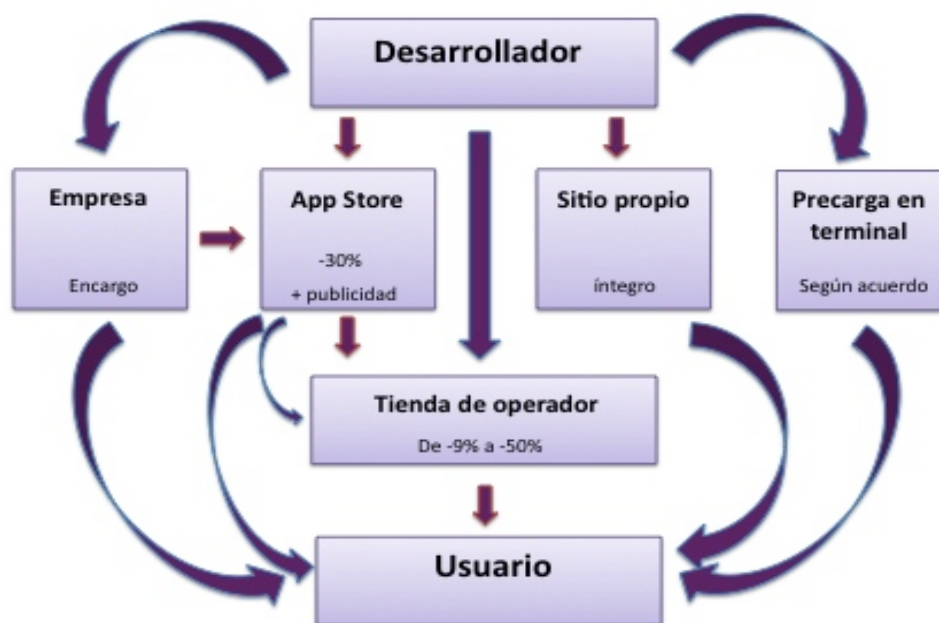 Desarrollador
Empresa
Encargo
App Store
-30%
+ publicidad
Sitio propio
íntegro
Precarga en
terminal
Según acuerdo
Tienda de operador
De -9% a -50%
Usuario